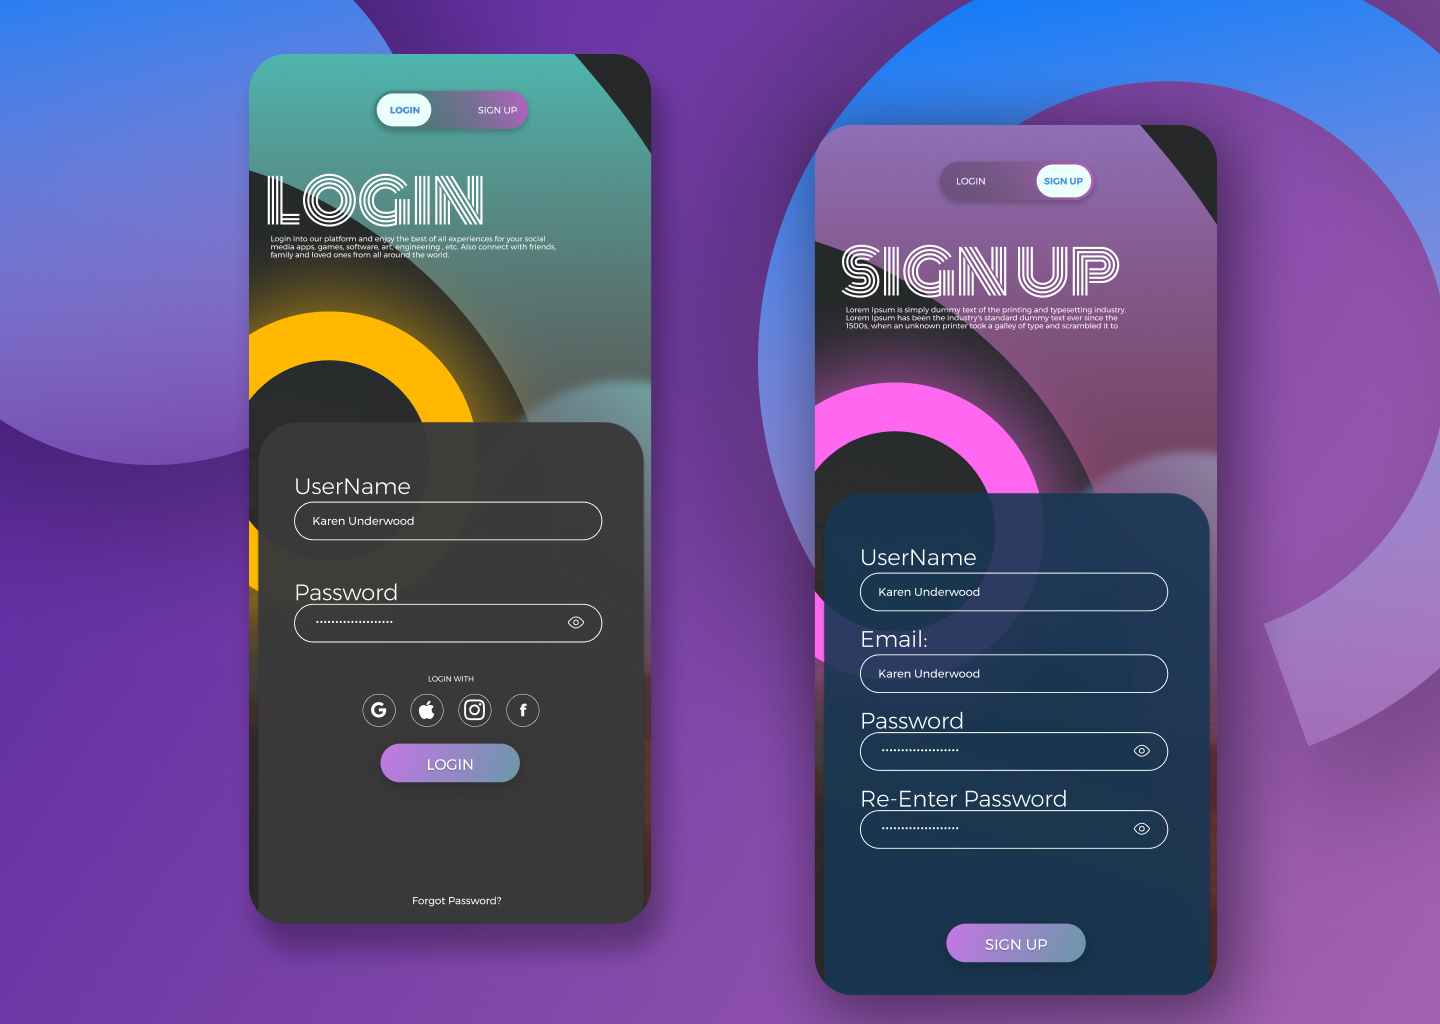 LOGIN
SIGN UP
LOGIN
Login into our platform and enjoy the best of all experiences for your social
media apps, games, software, art, engineering , etc. Also connect with friends,
family and loved ones from all around the world.
UserName
Karen Underwood
Password
LOGIN WITH
G
f
LOGIN
Forgot Password?
LOGIN
SIGN UP
SIGNUP
Lorem Ipsum is simply dummy text of the printing and typesetting industry.
Lorem Ipsum has been the industry's standard dummy text ever since the
1500s, when an unknown printer took a galley of type and scrambled it to
UserName
Karen Underwood
Email:
Karen Underwood
Password
Re-Enter Password
SIGN UP